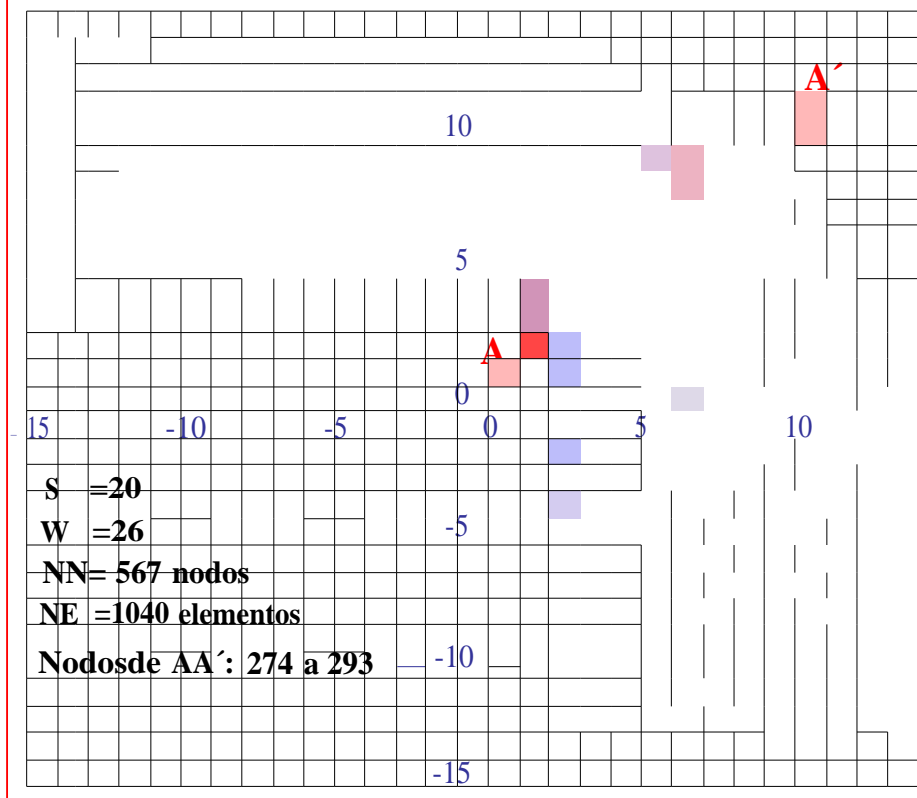 A´
10
5
A
0
- 15 -10 -5 0 5 10
S =20
W =26
-5
NN= 567 nodos
NE =1040 elementos
Nodosde AA´: 274 a 293
-10
-15